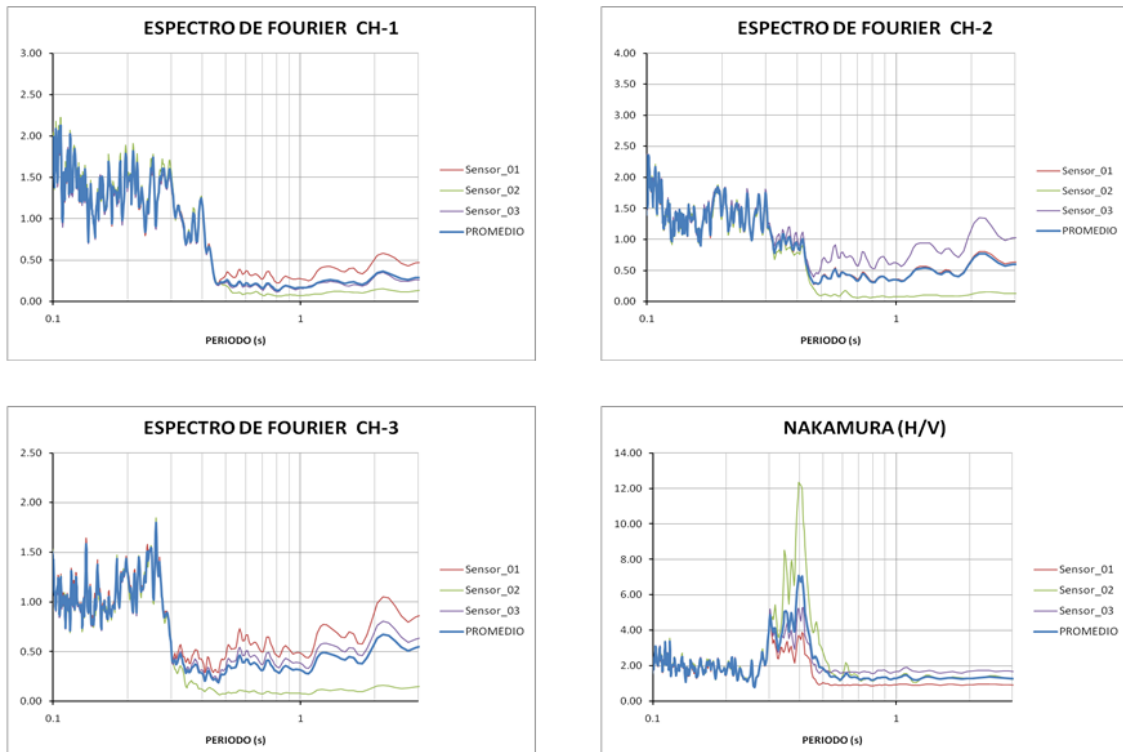 ESPECTRO DE FOURIER CH-1
3.00
2.50
2.00
1.50
1.00
0.50
0.00
0.1
1
PERIODO (s)
Sensor_01
Sensor_02
Sensor_03
PROMEDIO
ESPECTRO DE FOURIER CH-2
4.00
3.50
3.00
2.50
2.00
1.50
1.00
0.50
0.00
0.1
1
PERIODO (s)
Sensor_01
Sensor_02
Sensor_03
PROMEDIO
ESPECTRO DE FOURIER CH-3
2.50
2.00
1.50
1.00
0.50
0.00
0.1
1
PERIODO (s)
Sensor_01
Sensor_02
Sensor_03
PROMEDIO
NAKAMURA (H/V)
14.00
12.00
10.00
8.00
6.00
4.00
2.00
0.00
0.1
1
PERIODO (s)
Sensor_01
Sensor_02
Sensor_03
PROMEDIO